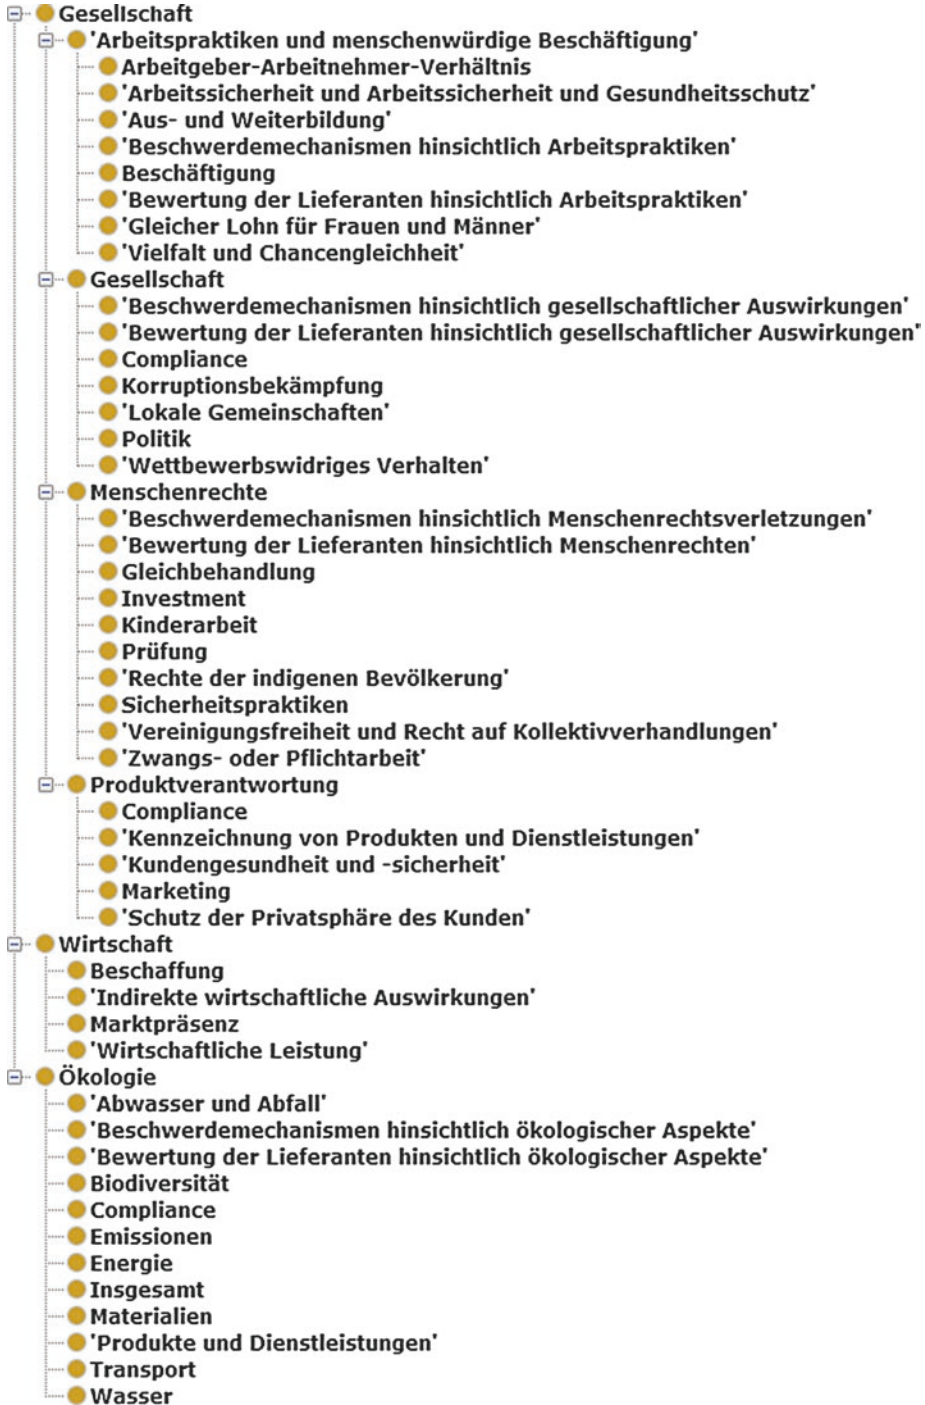 Gesellschaft
'Arbeitspraktiken und menschenwürdige Beschäftigung'
Arbeitgeber-Arbeitnehmer-Verhältnis
'Arbeitssicherheit und Arbeitssicherheit und Gesundheitsschutz'
'Aus- und Weiterbildung'
'Beschwerdemechanismen hinsichtlich Arbeitspraktiken'
Beschäftigung
'Bewertung der Lieferanten hinsichtlich Arbeitspraktiken'
'Gleicher Lohn für Frauen und Männer'
'Vielfalt und Chancengleichheit'
Gesellschaft
'Beschwerdemechanismen hinsichtlich gesellschaftlicher Auswirkungen'
'Bewertung der Lieferanten hinsichtlich gesellschaftlicher Auswirkungen'
Compliance
Korruptionsbekämpfung
'Lokale Gemeinschaften'
Politik
'Wettbewerbswidriges Verhalten'
Menschenrechte
'Beschwerdemechanismen hinsichtlich Menschenrechtsverletzungen'
'Bewertung der Lieferanten hinsichtlich Menschenrechten'
Gleichbehandlung
Investment
Kinderarbeit
Prüfung
'Rechte der indigenen Bevölkerung'
Sicherheitspraktiken
'Vereinigungsfreiheit und Recht auf Kollektivverhandlungen'
'Zwangs- oder Pflichtarbeit'
Produktverantwortung
Compliance
'Kennzeichnung von Produkten und Dienstleistungen'
'Kundengesundheit und -sicherheit'
Marketing
'Schutz der Privatsphäre des Kunden'
Wirtschaft
Beschaffung
'Indirekte wirtschaftliche Auswirkungen'
Marktpräsenz
'Wirtschaftliche Leistung'
Ökologie
'Abwasser und Abfall'
'Beschwerdemechanismen hinsichtlich ökologischer Aspekte'
'Bewertung der Lieferanten hinsichtlich ökologischer Aspekte'
Biodiversität
Compliance
Emissionen
Energie
Insgesamt
Materialien
'Produkte und Dienstleistungen'
Transport
Wasser